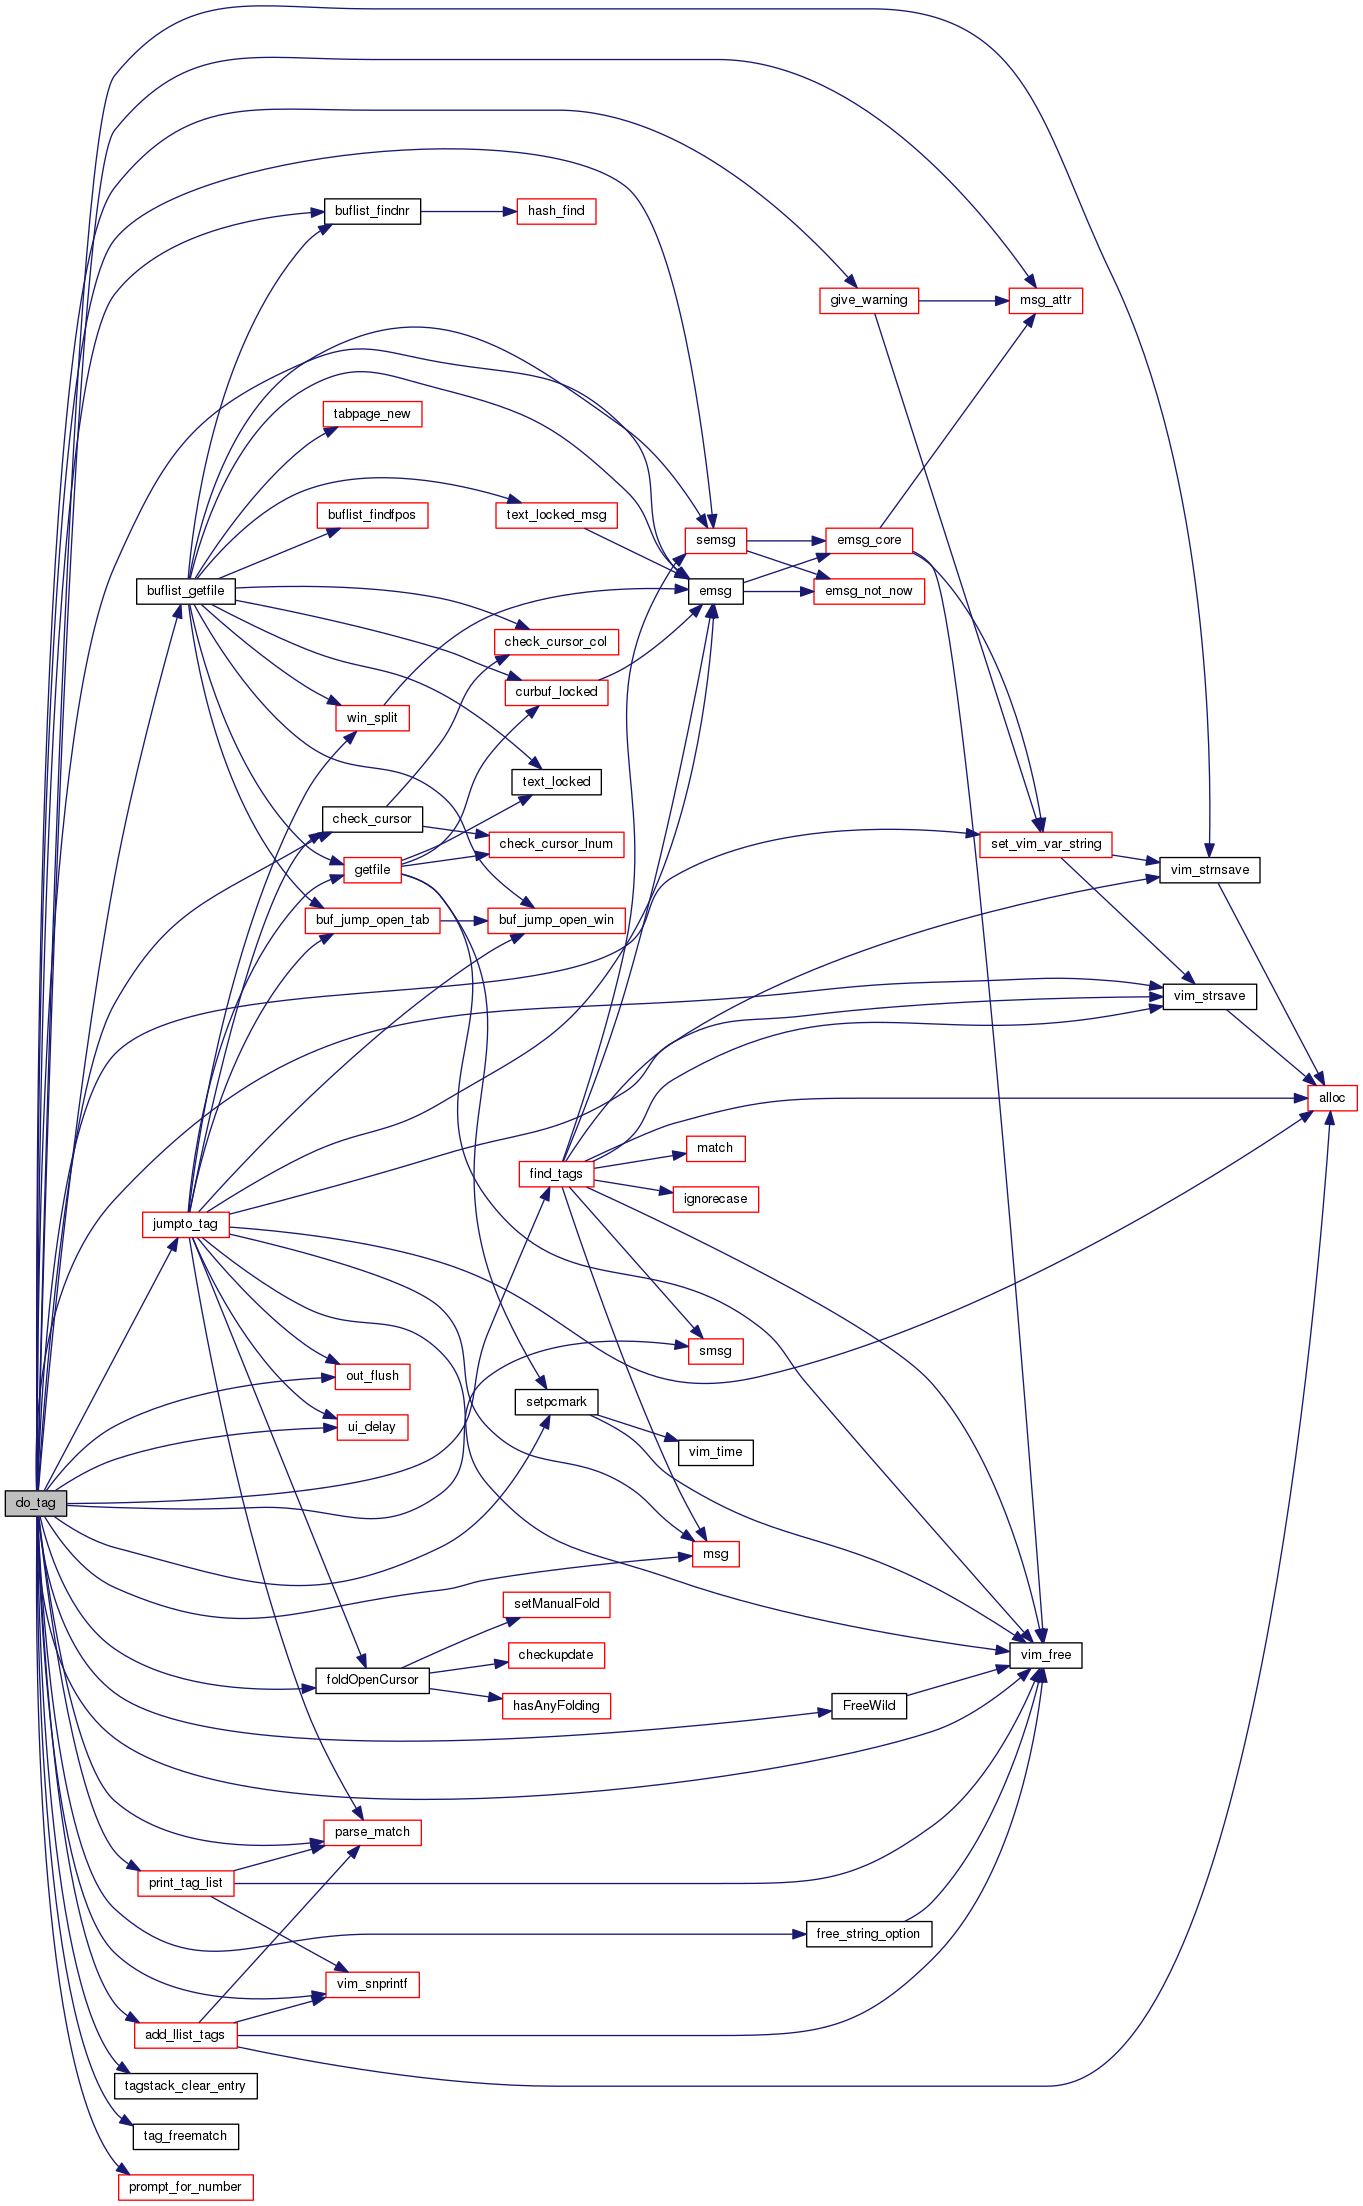 buflist_findnr
hash_find
give_warning
msg_attr
tabpage_new
buflist_findfpos
text_locked_msg
semsg
emsg_core
buflist_getfile
emsg
emsg_not_now
check_cursor_col
curbuf_locked
win_split
text_locked
check_cursor
check_cursor_lnum
set_vim_var_string
getfile
vim_strnsave
buf_jump_open_tab
buf_jump_open_win
vim_strsave
alloc
match
find_tags
ignorecase
jumpto_tag
smsg
out_flush
setpcmark
ui_delay
vim_time
do_tag
msg
setManualFold
checkupdate
vim_free
foldOpenCursor
hasAnyFolding
FreeWild
parse_match
print_tag_list
free_string_option
vim_snprintf
add_llist_tags
tagstack_clear_entry
tag_freematch
prompt_for_number